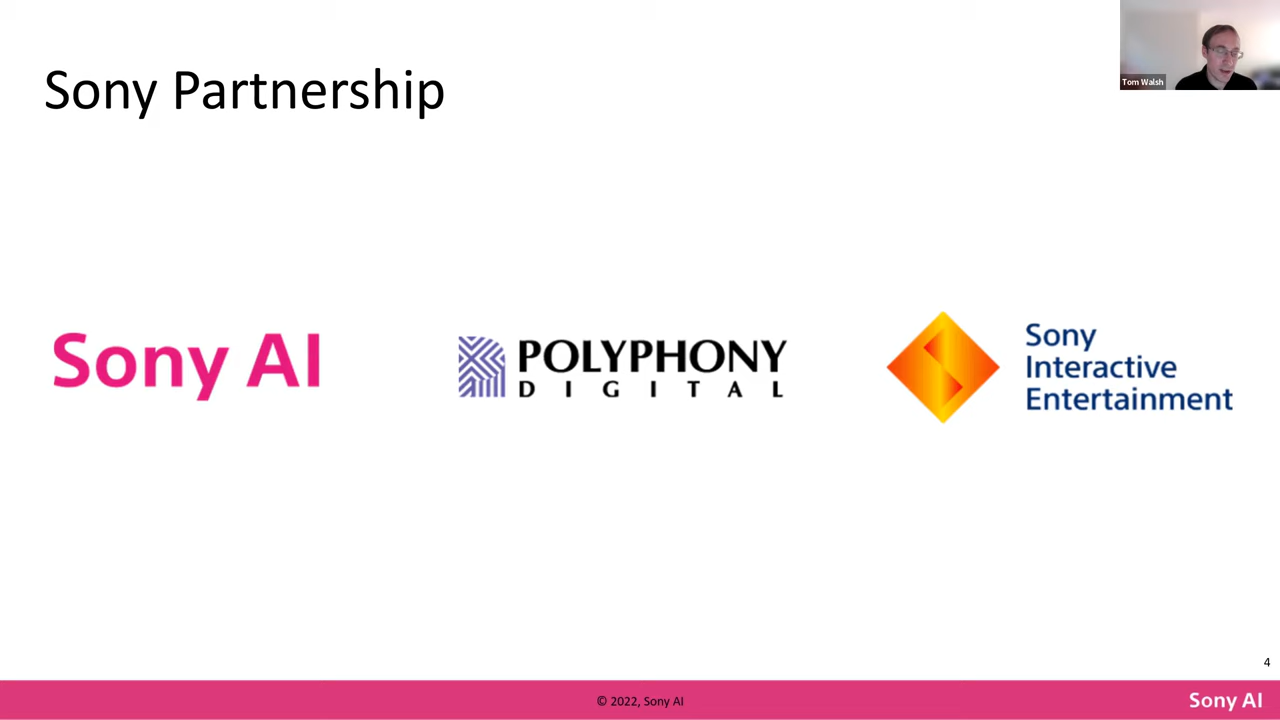 Sony Partnership
Tom Walsh
Sony AI
POLYPHONY
DIGITAL
Sony
Interactive
Entertainment
4
© 2022, Sony AI
Sony AI